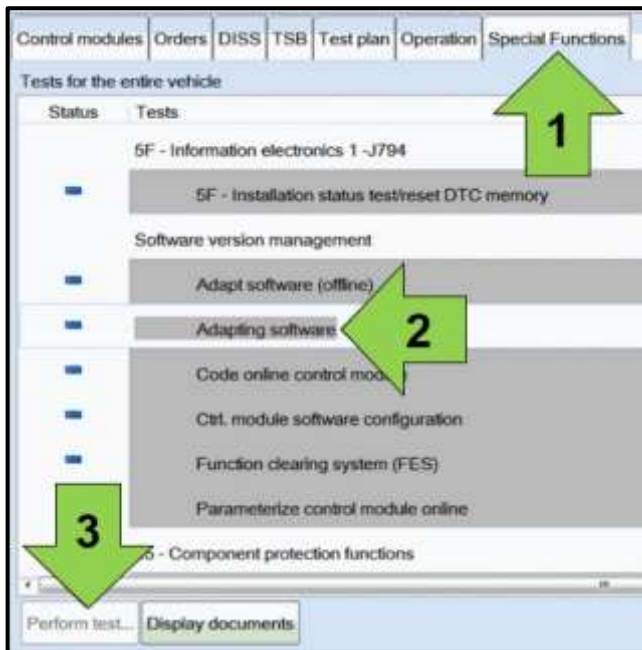 Control modules Orders DISS TSB Test plan Operation Special Functions
1
Tests for the entire vehicle
Status Tests
5F - Information electronics 1 -J794
5F - Installation status test/reset DTC memory
Software version management
Adapt software (offline)
Adapting software
2
Code online control
Ctrl. module software configuration
Function clearing system (FES)
Parameterize control module online
3
- Component protection functions
Perform test... Display documents